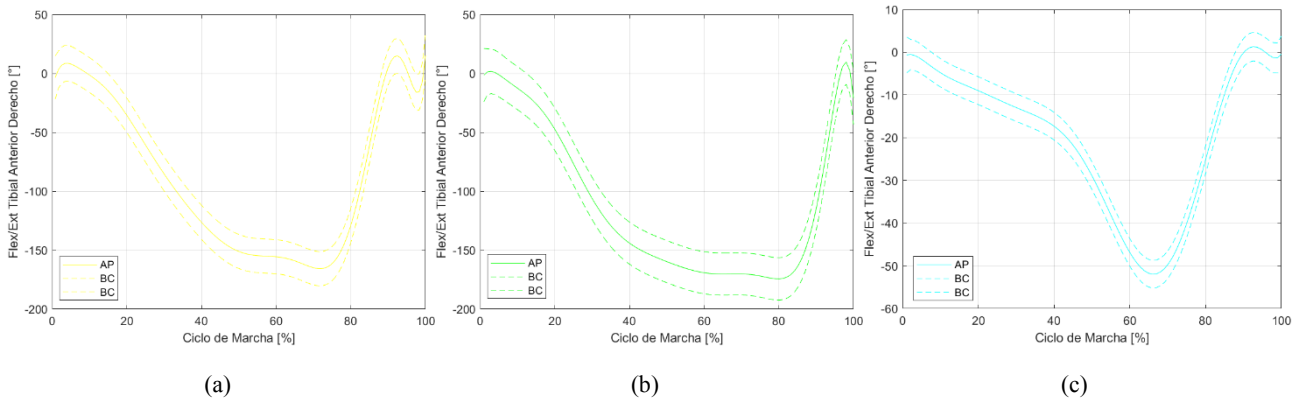 50
0
-50
-100
-150
-200
Flex/Ext Tibial Anterior Derecho [°]
AP
BC
BC
0 20 40 60 80 100
Ciclo de Marcha [%]
(a)
50
0
-50
-100
-150
-200
Flex/Ext Tibial Anterior Derecho [°]
AP
BC
BC
0 20 40 60 80 100
Ciclo de Marcha [%]
(b)
10
0
-10
-20
-30
-40
-50
-60
Flex/Ext Tibial Anterior Derecho [°]
AP
BC
BC
0 20 40 60 80 100
Ciclo de Marcha [%]
(c)